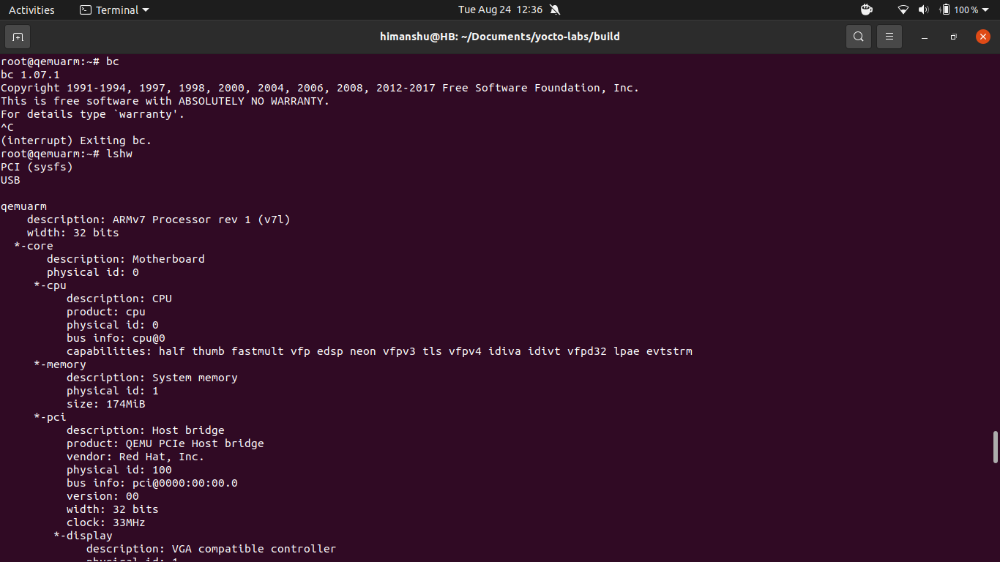 Activities Terminal Tue Aug 24 12:36 100 %
himanshu@HB: ~/Documents/yocto-labs/build
root@qemuarm:~# bc
bc 1.07.1
Copyright 1991-1994, 1997, 1998, 2000, 2004, 2006, 2008, 2012-2017 Free Software Foundation, Inc.
This is free software with ABSOLUTELY NO WARRANTY.
For details type `warranty'.
^C
(interrupt) Exiting bc.
root@qemuarm:~# lshw
PCI (sysfs)
USB
qemuarm
    description: ARMv7 Processor rev 1 (v7l)
    width: 32 bits
  *-core
       description: Motherboard
       physical id: 0
     *-cpu
          description: CPU
          product: cpu
          physical id: 0
          bus info: cpu@0
          capabilities: half thumb fastmult vfp edsp neon vfpv3 tls vfpv4 idiva idivt vfpd32 lpae evtstrm
     *-memory
          description: System memory
          physical id: 1
          size: 174MiB
     *-pci
          description: Host bridge
          product: QEMU PCIe Host bridge
          vendor: Red Hat, Inc.
          physical id: 100
          bus info: pci@0000:00:00.0
          version: 00
          width: 32 bits
          clock: 33MHz
        *-display
             description: VGA compatible controller
             physical id: 1